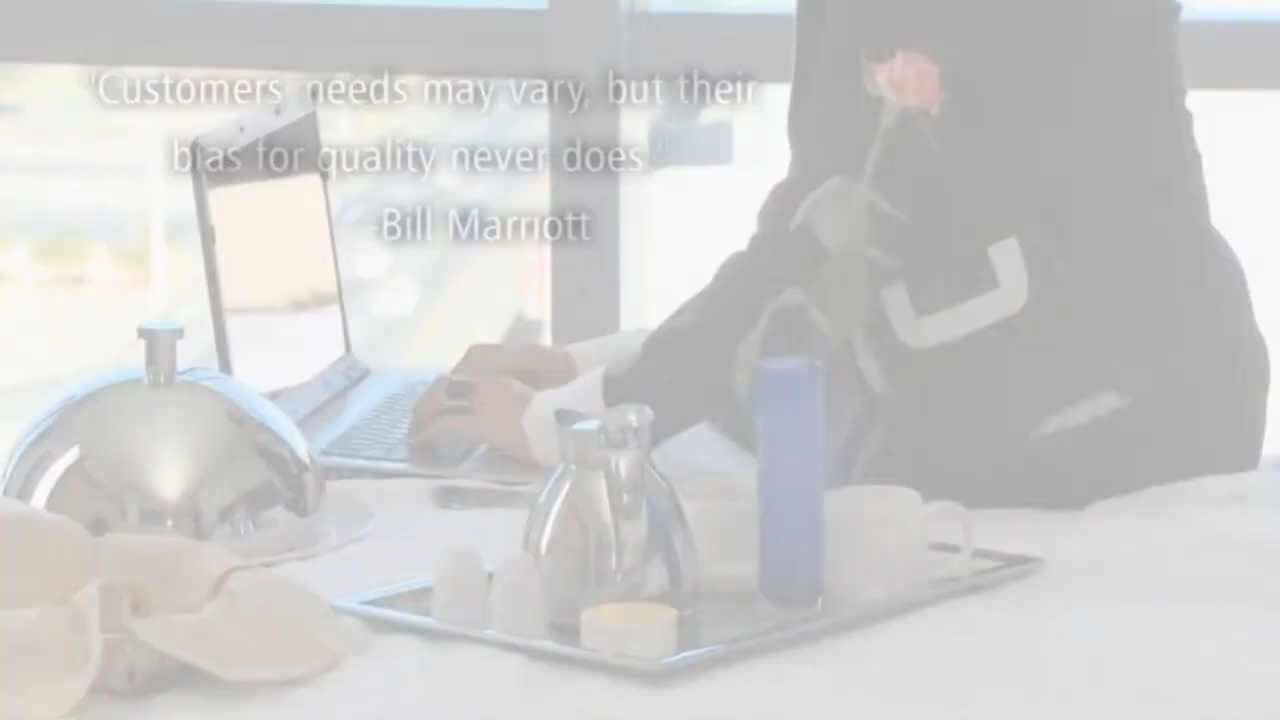 "Customers, needs may vary, but their
bias for quality never does
-Bill Marriott